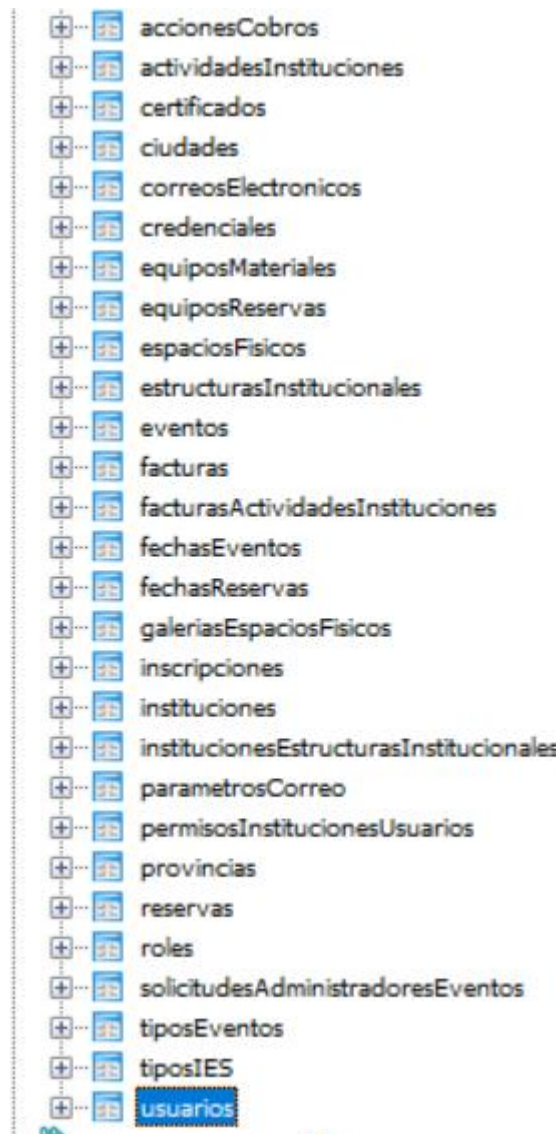 accionesCobros
actividadesInstituciones
certificados
ciudades
correosElectronicos
credenciales
equiposMateriales
equiposReservas
espaciosFisicos
estructurasInstitucionales
eventos
facturas
facturasActividadesInstituciones
fechasEventos
fechasReservas
galeriasEspaciosFisicos
inscripciones
instituciones
institucionesEstructurasInstitucionales
parametrosCorreo
permisosInstitucionesUsuarios
provincias
reservas
roles
solicitudesAdministradoresEventos
tiposEventos
tiposIES
usuarios